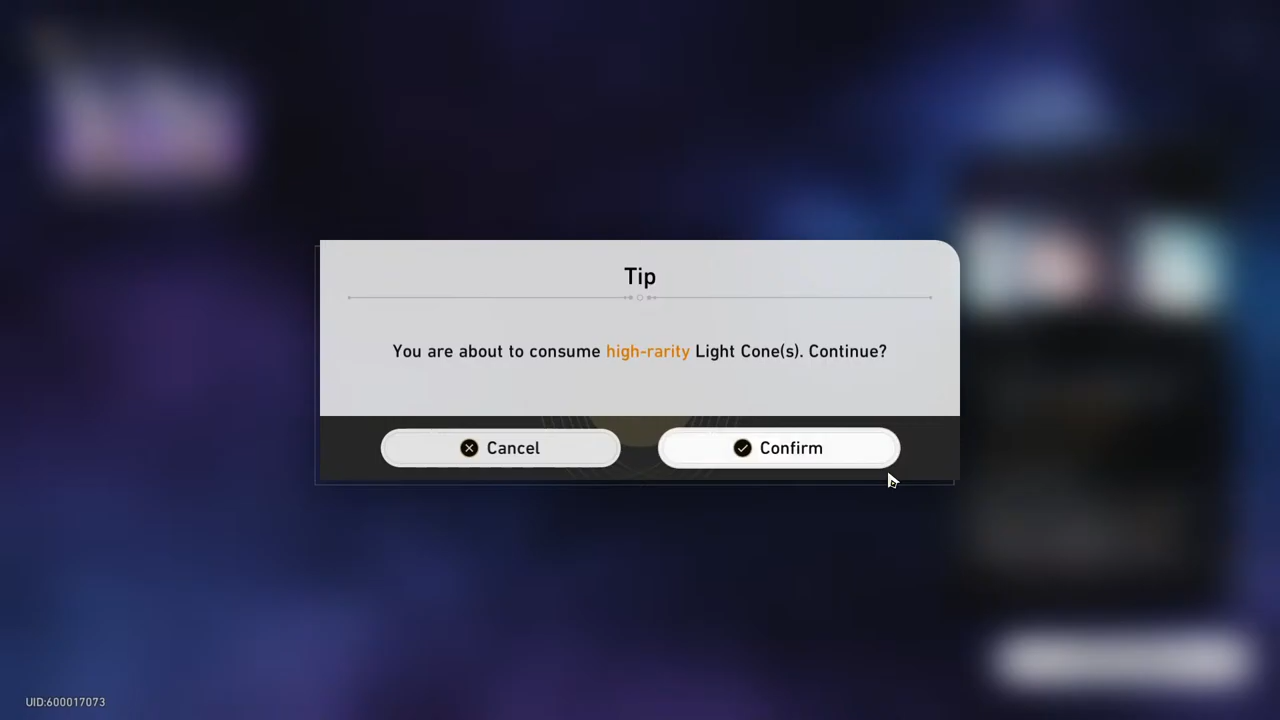 Tip
You are about to consume high-rarity Light Cone(s). Continue?
Cancel
Confirm
UID:600017073